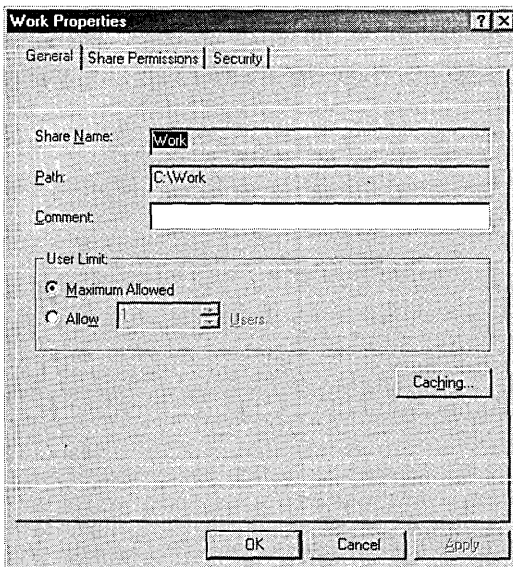 Work Properties
General Share Permissions Security
Share Name: Work
Path: C:\Work
Comment:
User Limit
Maximum Allowed
Allow 1 Users
Caching...
OK Cancel Apply